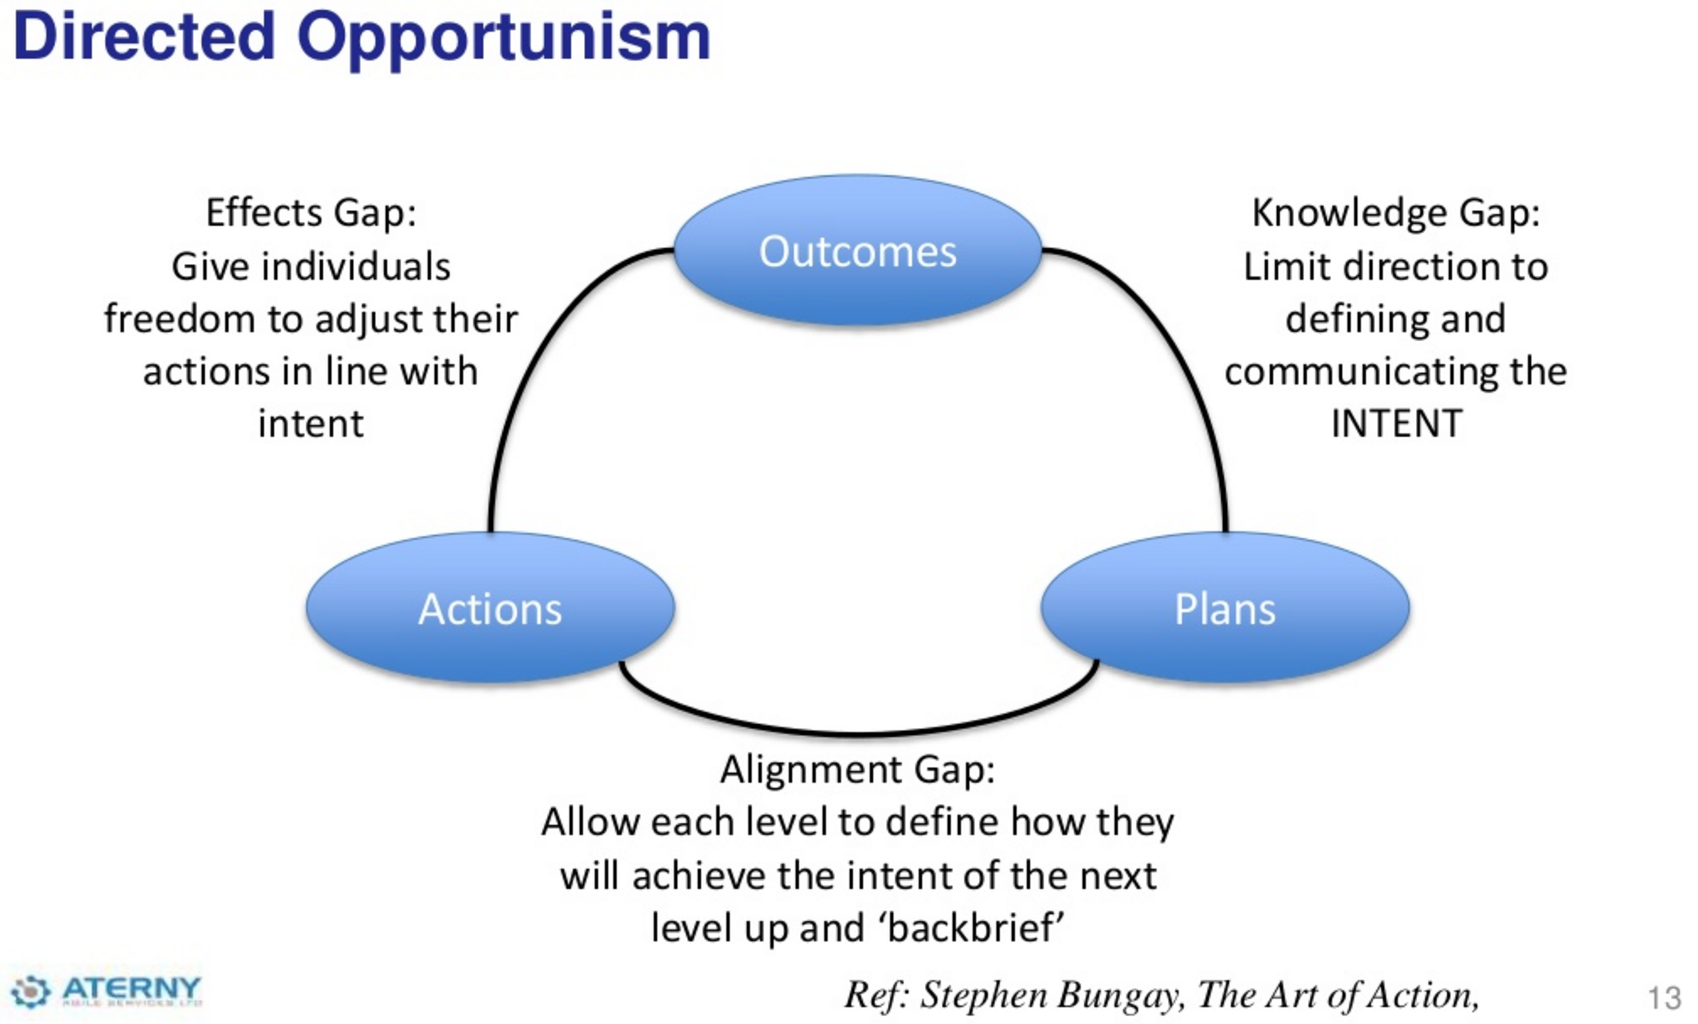 Directed Opportunism
Effects Gap:
Give individuals
freedom to adjust their
actions in line with
intent
Outcomes
Knowledge Gap:
Limit direction to
defining and
communicating the
INTENT
Actions
Plans
Alignment Gap:
Allow each level to define how they
will achieve the intent of the next
level up and ‘backbrief’
ATERNY
AGILE SERVICES LTD
Ref: Stephen Bungay, The Art of Action,
13